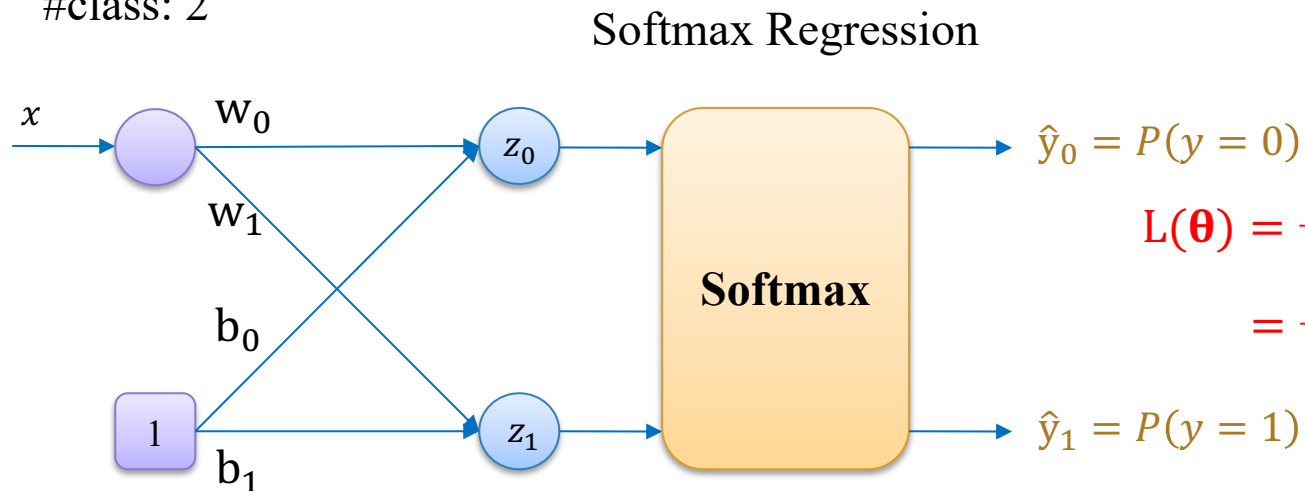 #class: 2
Softmax Regression
x
w₀
z₀
ŷ₀ = P(y = 0)
w₁
L(𝛉) = −
Softmax
b₀
= −
1
z₁
ŷ₁ = P(y = 1)
b₁